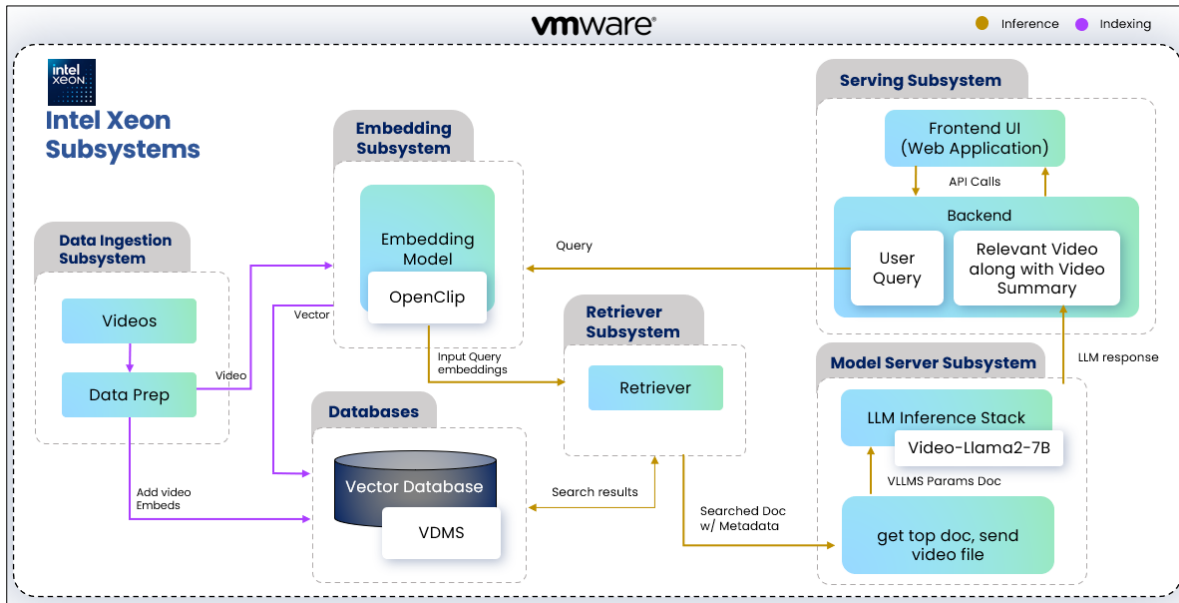 vmware®
Inference
Indexing
intel
XEON
Intel Xeon
Subsystems
Data Ingestion
Subsystem
Videos
Data Prep
Video
Add video
Embeds
Embedding
Subsystem
Embedding
Model
OpenClip
Vector
Input Query
embeddings
Databases
Vector Database
VDMS
Query
Retriever
Subsystem
Retriever
Search results
Searched Doc
w/ Metadata
Serving Subsystem
Frontend UI
(Web Application)
API Calls
Backend
User
Query
Relevant Video
along with Video
Summary
LLM response
Model Server Subsystem
LLM Inference Stack
Video-Llama2-7B
VLLMS Params Doc
get top doc, send
video file